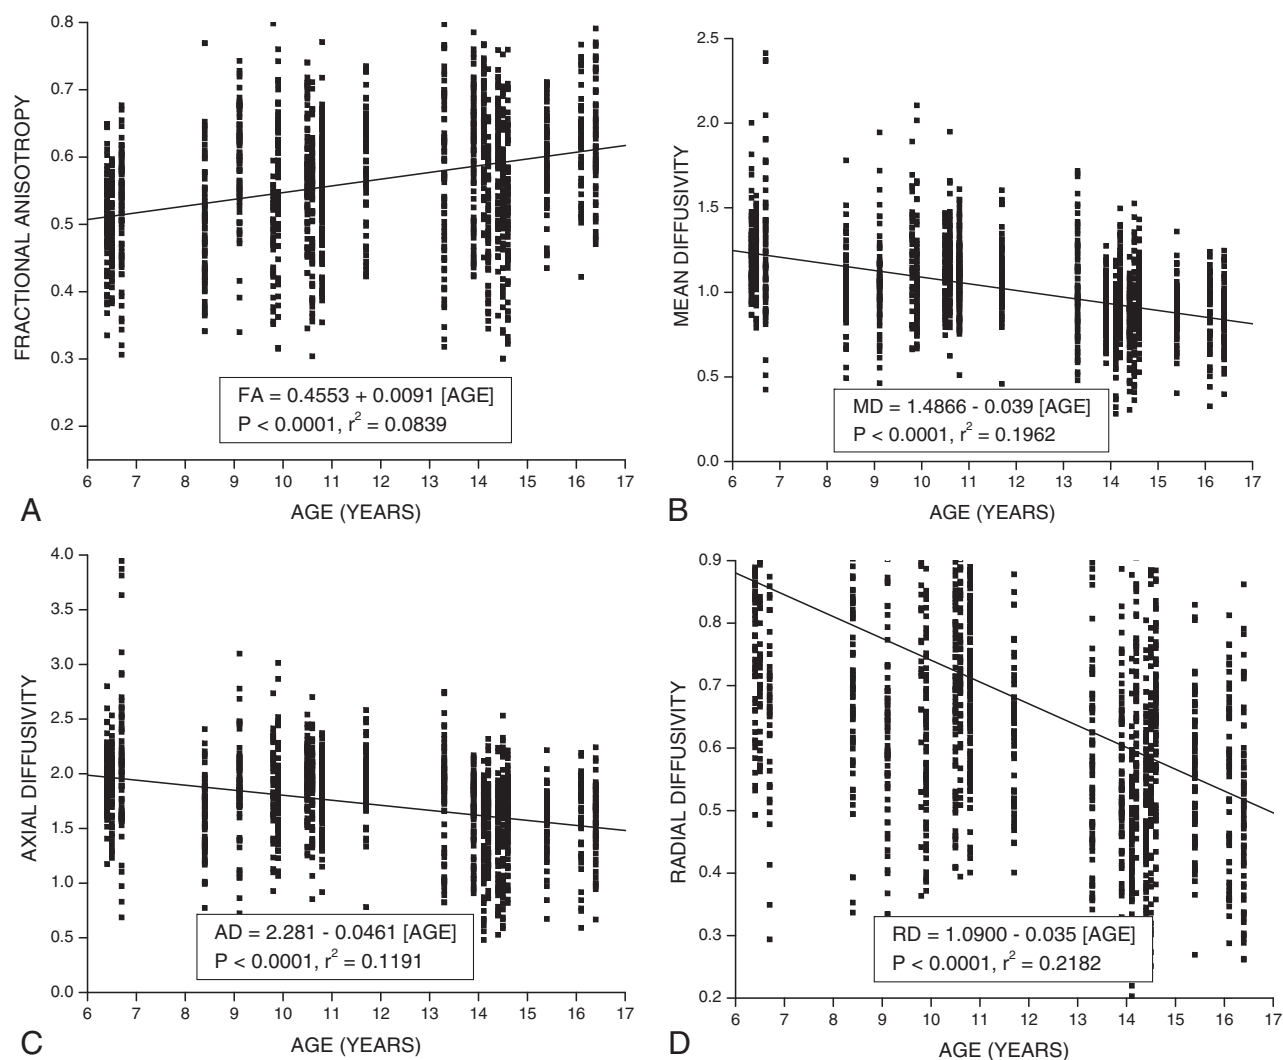 0.8
0.7
0.6
0.5
0.4
0.3
0.2
FRACTIONAL ANISOTROPY
FA = 0.4553 + 0.0091 [AGE]
P < 0.0001, r² = 0.0839
6 7 8 9 10 11 12 13 14 15 16 17
AGE (YEARS)
A
2.5
2.0
1.5
1.0
0.5
0.0
MEAN DIFFUSIVITY
MD = 1.4866 - 0.039 [AGE]
P < 0.0001, r² = 0.1962
6 7 8 9 10 11 12 13 14 15 16 17
AGE (YEARS)
B
4.0
3.5
3.0
2.5
2.0
1.5
1.0
0.5
0.0
AXIAL DIFFUSIVITY
AD = 2.281 - 0.0461 [AGE]
P < 0.0001, r² = 0.1191
6 7 8 9 10 11 12 13 14 15 16 17
AGE (YEARS)
C
0.9
0.8
0.7
0.6
0.5
0.4
0.3
0.2
RADIAL DIFFUSIVITY
RD = 1.0900 - 0.035 [AGE]
P < 0.0001, r² = 0.2182
6 7 8 9 10 11 12 13 14 15 16 17
AGE (YEARS)
D